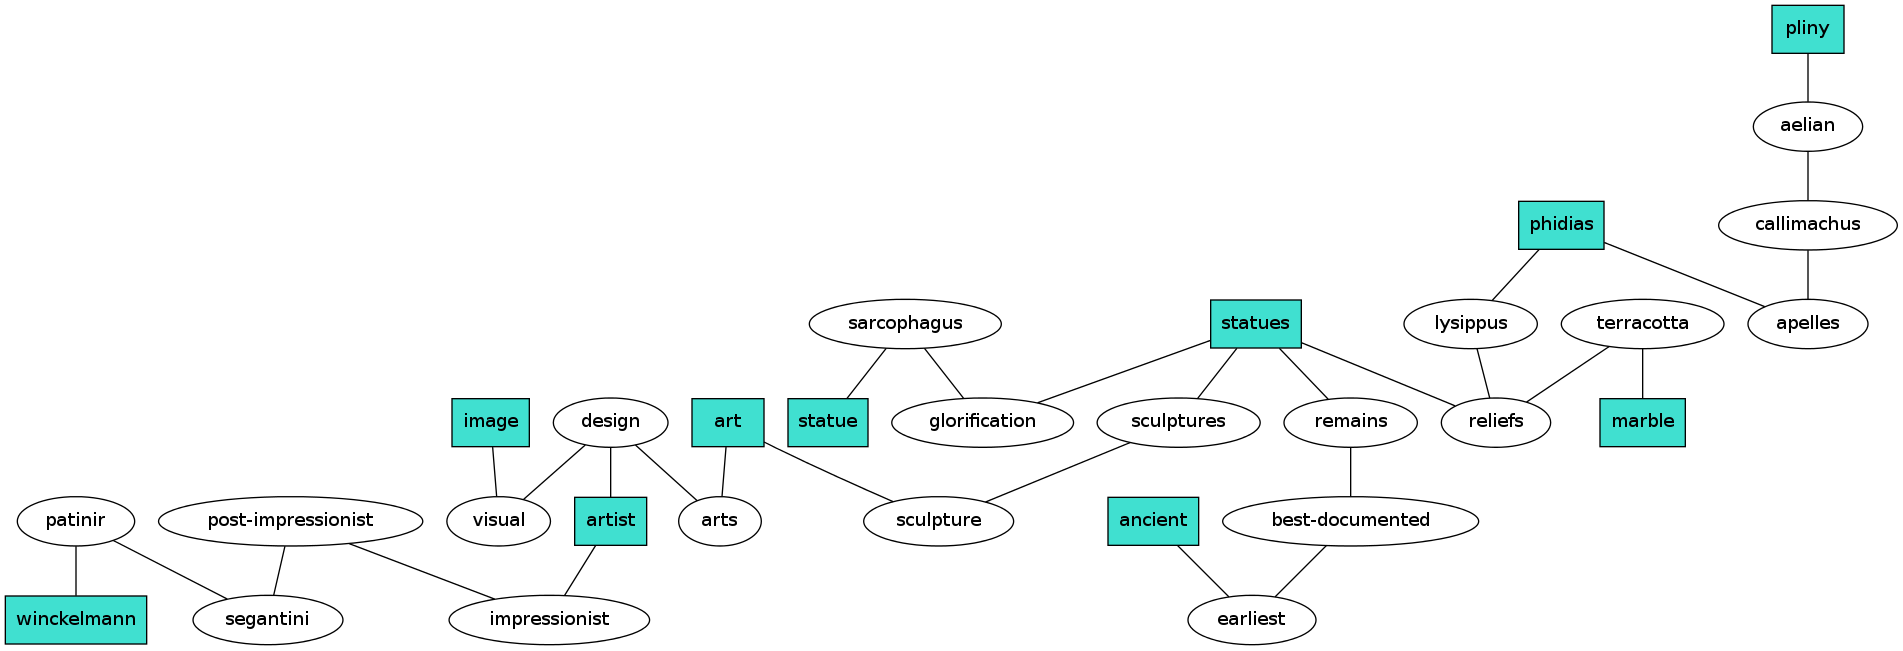 pliny
aelian
phidias
callimachus
sarcophagus
statues
lysippus
terracotta
apelles
image
design
art
statue
glorification
sculptures
remains
reliefs
marble
patinir
post-impressionist
visual
artist
arts
sculpture
ancient
best-documented
winckelmann
segantini
impressionist
earliest